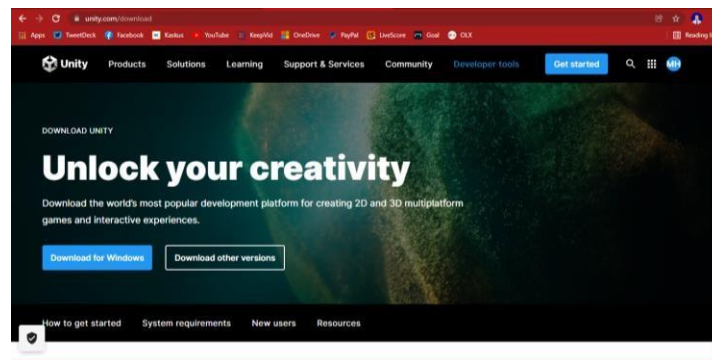 unity.com/download
Apps TweetDeck Facebook Kaskus YouTube KeepVid OneDrive PayPal LiveScore Goal OLX Reading li
Unity Products Solutions Learning Support & Services Community Developer tools Get started MH
DOWNLOAD UNITY
Unlock your creativity
Download the world's most popular development platform for creating 2D and 3D multiplatform
games and interactive experiences.
Download for Windows Download other versions
How to get started System requirements New users Resources